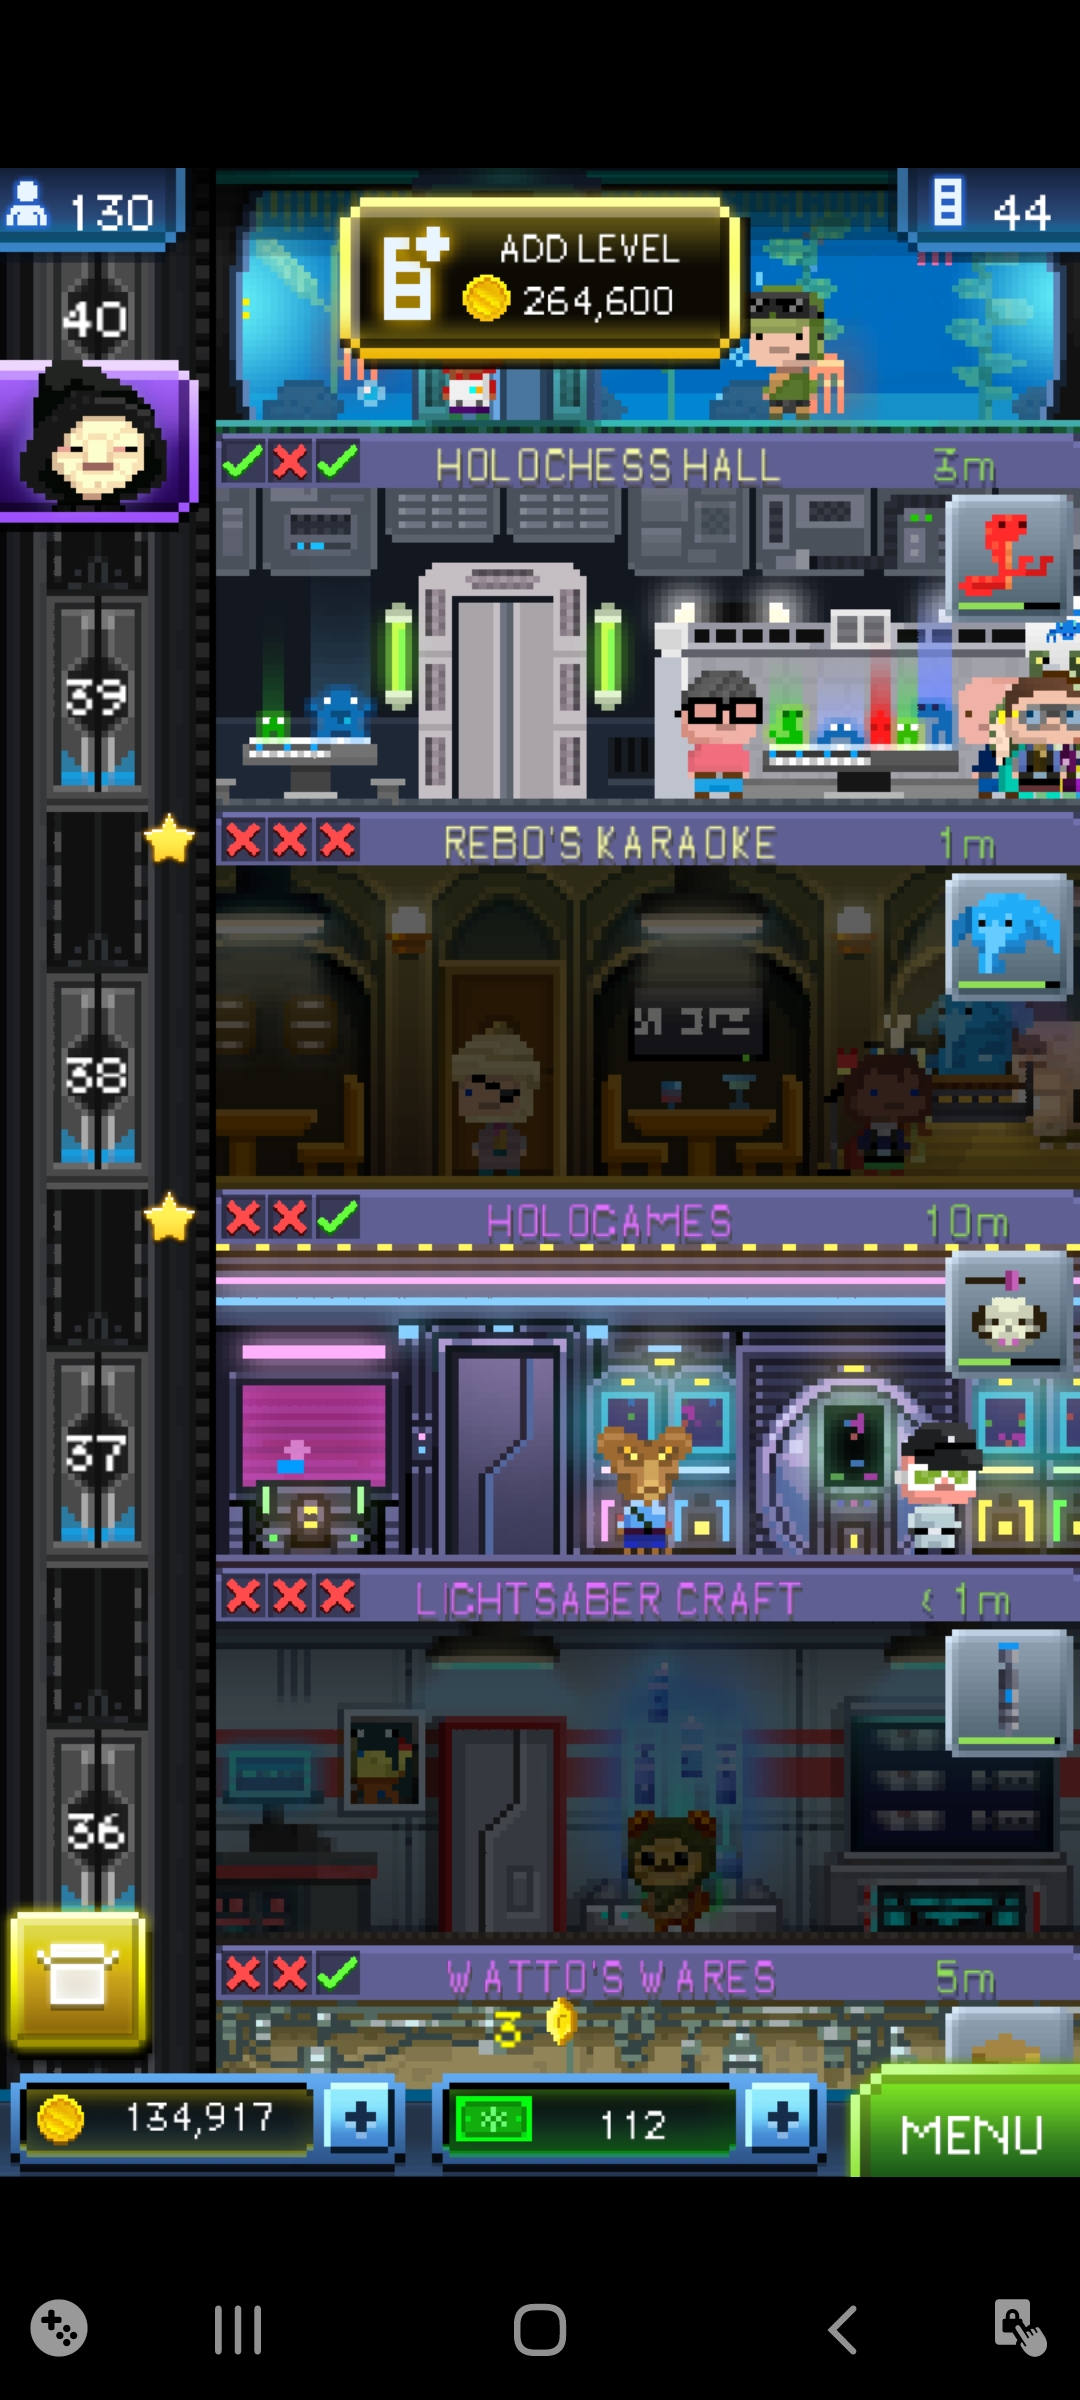 130
ADD LEVEL
264,600
44
40
HOLOCHESS HALL 3m
39
REBO'S KARAOKE 1m
38
HOLOGAMES 10m
37
LIGHTSABER CRAFT < 1m
36
WATTO'S WARES 5m
3
134,917
112
MENU